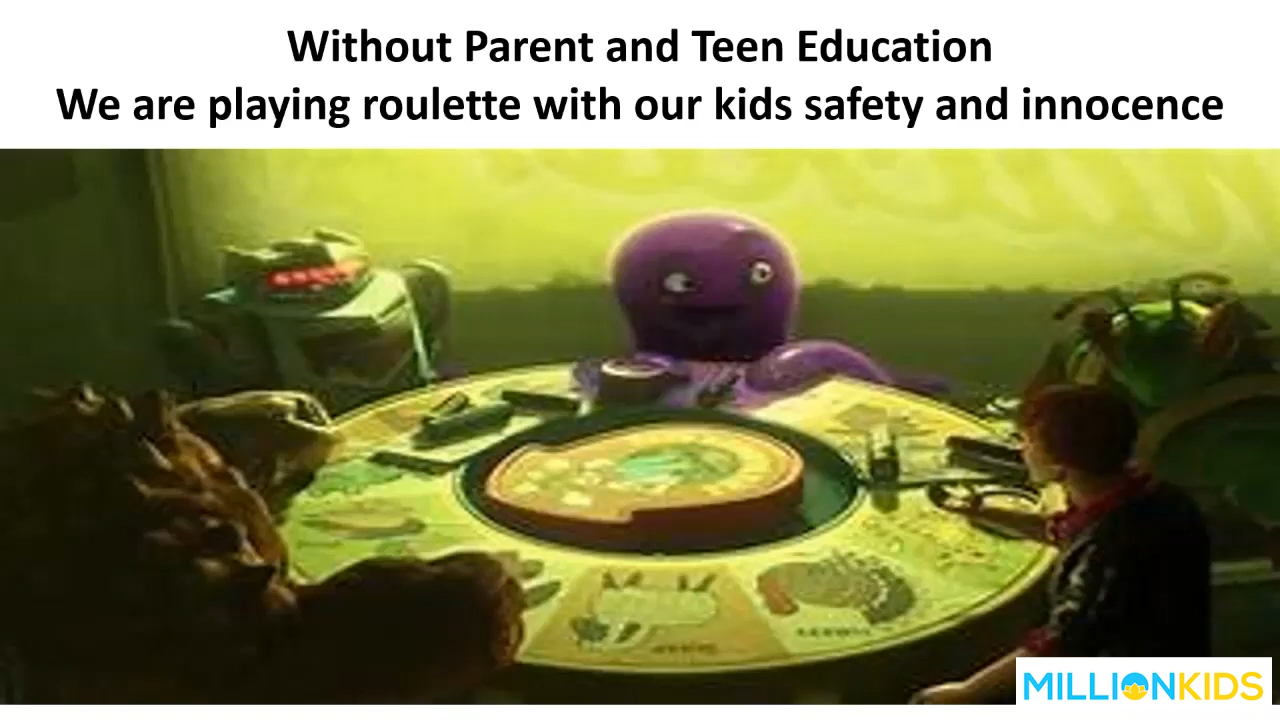 Without Parent and Teen Education
We are playing roulette with our kids safety and innocence
MILLIONKIDS